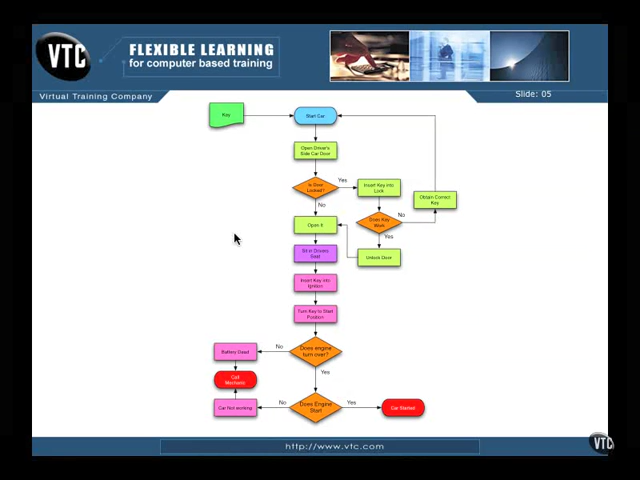 VTC
FLEXIBLE LEARNING
for computer based training
Virtual Training Company
Slide: 05
Key
Start Car
Open Driver's
Side Car Door
Is Door
Locked?
Yes
Insert Key into
Lock
Obtain Correct
Key
No
Does Key
Work
No
Open It
Yes
Sit in Drivers
Seat
Unlock Door
Insert Key into
Ignition
Turn Key to Start
Position
Battery Dead
No
Does engine
turn over?
Yes
Call
Mechanic
Car Not working
No
Does Engine
Start
Yes
Car Started
http://www.vtc.com
VTC